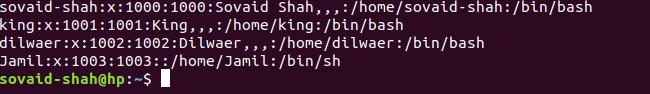 sovaid-shah:x:1000:1000:Sovaid Shah,,,:/home/sovaid-shah:/bin/bash
king:x:1001:1001:King,,,:/home/king:/bin/bash
dilwaer:x:1002:1002:Dilwaer,,,:/home/dilwaer:/bin/bash
Jamil:x:1003:1003::/home/Jamil:/bin/sh
sovaid-shah@hp:~$